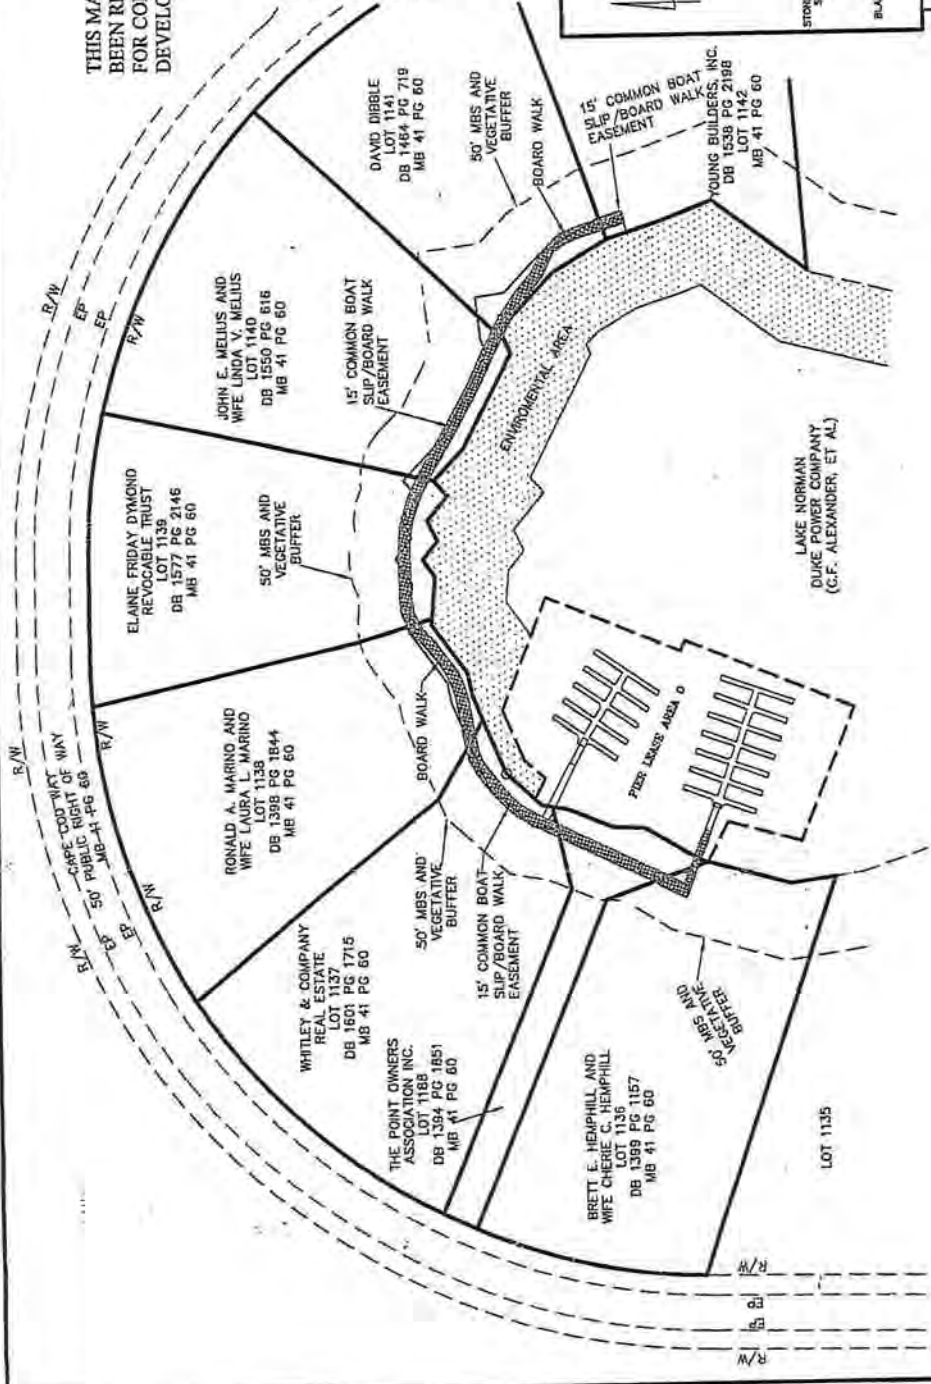 THIS MA
BEEN RE
FOR CO
DEVELO
R/W
EP
EP
R/W
R/W
CAPE COD WAY
50' PUBLIC RIGHT OF WAY
MB 41 PG 60
R/W
R/W
EP
EP
R/W
DAVID DIBBLE
LOT 1141
DB 1464 PG 719
MB 41 PG 60
50' MBS AND
VEGETATIVE
BUFFER
BOARD WALK
15' COMMON BOAT
SLIP/BOARD WALK
EASEMENT
YOUNG BUILDERS, INC.
DB 1538 PG 2198
LOT 1142
MB 41 PG 60
JOHN E. MELIUS AND
WIFE LINDA V. MELIUS
LOT 1140
DB 1550 PG 616
MB 41 PG 60
15' COMMON BOAT
SLIP/BOARD WALK
EASEMENT
ENVIROMENTAL AREA
ELAINE FRIDAY DYMOND
REVOCABLE TRUST
LOT 1139
DB 1577 PG 2146
MB 41 PG 60
50' MBS AND
VEGETATIVE
BUFFER
LAKE NORMAN
DUKE POWER COMPANY
(C.F. ALEXANDER, ET AL)
RONALD A. MARINO AND
WIFE LAURA L. MARINO
LOT 1138
DB 1398 PG 1844
MB 41 PG 60
BOARD WALK
PIER LEASE AREA D
WHITLEY & COMPANY
REAL ESTATE
LOT 1137
DB 1601 PG 1715
MB 41 PG 60
50' MBS AND
VEGETATIVE
BUFFER
15' COMMON BOAT
SLIP/BOARD WALK
EASEMENT
THE POINT OWNERS
ASSOCIATION INC.
LOT 1188
DB 1394 PG 1851
MB 41 PG 60
BRETT E. HEMPHILL AND
WIFE CHERIE C. HEMPHILL
LOT 1136
DB 1399 PG 1157
MB 41 PG 60
50' MBS AND
VEGETATIVE
BUFFER
LOT 1135
R/W
EP
EP
R/W
STONE
S
BLA